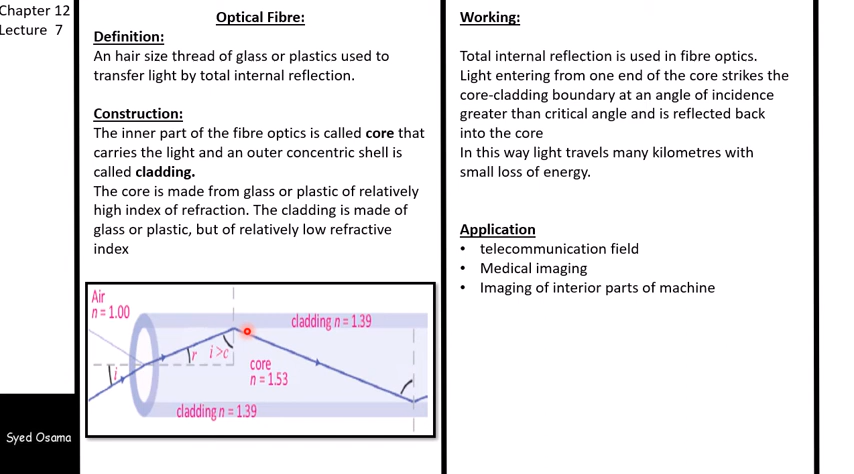 Chapter 12
Lecture 7
Optical Fibre:
Definition:
An hair size thread of glass or plastics used to
transfer light by total internal reflection.
Construction:
The inner part of the fibre optics is called core that
carries the light and an outer concentric shell is
called cladding.
The core is made from glass or plastic of relatively
high index of refraction. The cladding is made of
glass or plastic, but of relatively low refractive
index
Air
n = 1.00
cladding n = 1.39
i
r
i>c
core
n = 1.53
cladding n = 1.39
Working:
Total internal reflection is used in fibre optics.
Light entering from one end of the core strikes the
core-cladding boundary at an angle of incidence
greater than critical angle and is reflected back
into the core
In this way light travels many kilometres with
small loss of energy.
Application
• telecommunication field
• Medical imaging
• Imaging of interior parts of machine
Syed Osama